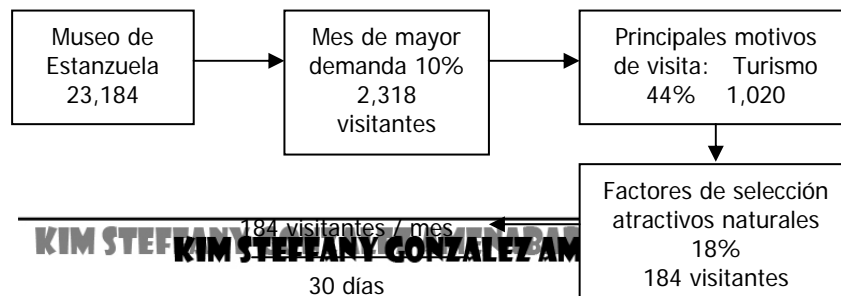 Museo de
Estanzuela
23,184
Mes de mayor
demanda 10%
2,318
visitantes
Principales motivos
de visita: Turismo
44% 1,020
Factores de selección
atractivos naturales
18%
184 visitantes
184 visitantes / mes
30 días
KIM STEFFANY GONZALEZ AM